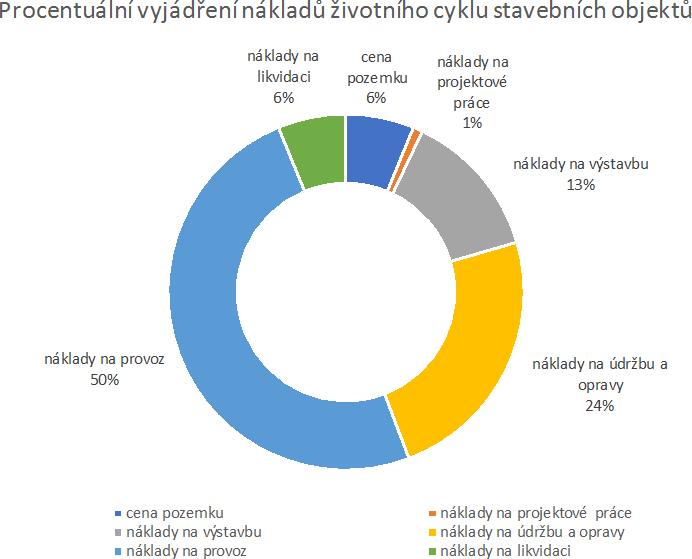 Procentuální vyjádření nákladů životního cyklu stavebních objektů
náklady na
likvidaci
6%
cena
pozemku
6%
náklady na
projektové
práce
1%
náklady na výstavbu
13%
náklady na údržbu a
opravy
24%
náklady na provoz
50%
cena pozemku
náklady na projektové práce
náklady na výstavbu
náklady na údržbu a opravy
náklady na provoz
náklady na likvidaci